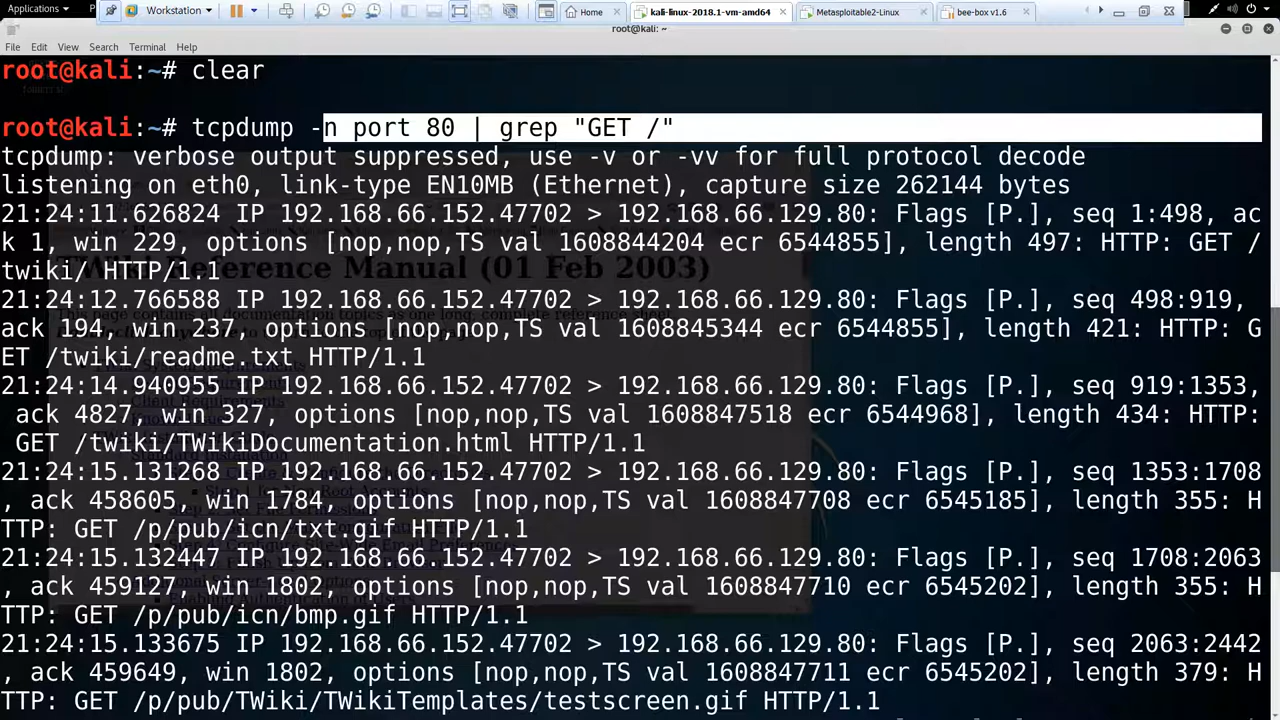 Applications
Workstation
Home
kali-linux-2018.1-vm-amd64
Metasploitable2-Linux
bee-box v1.6
root@kali: ~
File Edit View Search Terminal Help
root@kali:~# clear
root@kali:~# tcpdump -n port 80 | grep "GET /"
tcpdump: verbose output suppressed, use -v or -vv for full protocol decode
listening on eth0, link-type EN10MB (Ethernet), capture size 262144 bytes
21:24:11.626824 IP 192.168.66.152.47702 > 192.168.66.129.80: Flags [P.], seq 1:498, ac
k 1, win 229, options [nop,nop,TS val 1608844204 ecr 6544855], length 497: HTTP: GET /
twiki/ HTTP/1.1
TWiki Reference Manual (01 Feb 2003)
21:24:12.766588 IP 192.168.66.152.47702 > 192.168.66.129.80: Flags [P.], seq 498:919,
ack 194, win 237, options [nop,nop,TS val 1608845344 ecr 6544855], length 421: HTTP: G
ET /twiki/readme.txt HTTP/1.1
21:24:14.940955 IP 192.168.66.152.47702 > 192.168.66.129.80: Flags [P.], seq 919:1353,
ack 4827, win 327, options [nop,nop,TS val 1608847518 ecr 6544968], length 434: HTTP:
GET /twiki/TWikiDocumentation.html HTTP/1.1
21:24:15.131268 IP 192.168.66.152.47702 > 192.168.66.129.80: Flags [P.], seq 1353:1708
, ack 458605, win 1784, options [nop,nop,TS val 1608847708 ecr 6545185], length 355: H
TTP: GET /p/pub/icn/txt.gif HTTP/1.1
21:24:15.132447 IP 192.168.66.152.47702 > 192.168.66.129.80: Flags [P.], seq 1708:2063
, ack 459127, win 1802, options [nop,nop,TS val 1608847710 ecr 6545202], length 355: H
TTP: GET /p/pub/icn/bmp.gif HTTP/1.1
21:24:15.133675 IP 192.168.66.152.47702 > 192.168.66.129.80: Flags [P.], seq 2063:2442
, ack 459649, win 1802, options [nop,nop,TS val 1608847711 ecr 6545202], length 379: H
TTP: GET /p/pub/TWiki/TWikiTemplates/testscreen.gif HTTP/1.1